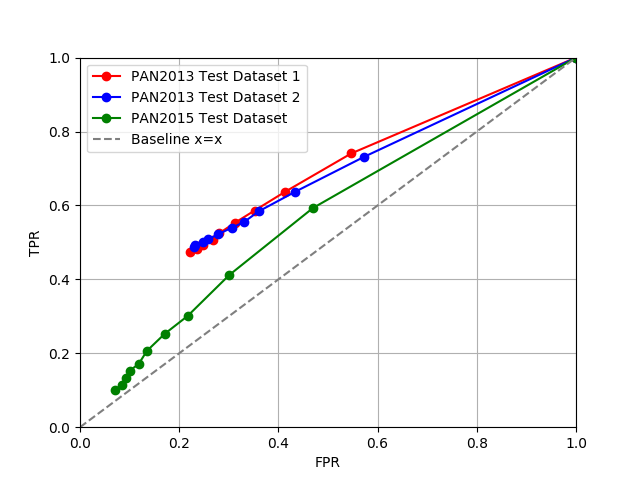 PAN2013 Test Dataset 1
PAN2013 Test Dataset 2
PAN2015 Test Dataset
Baseline x=x
1.0
0.8
0.6
0.4
0.2
0.0
TPR
0.0 0.2 0.4 0.6 0.8 1.0
FPR